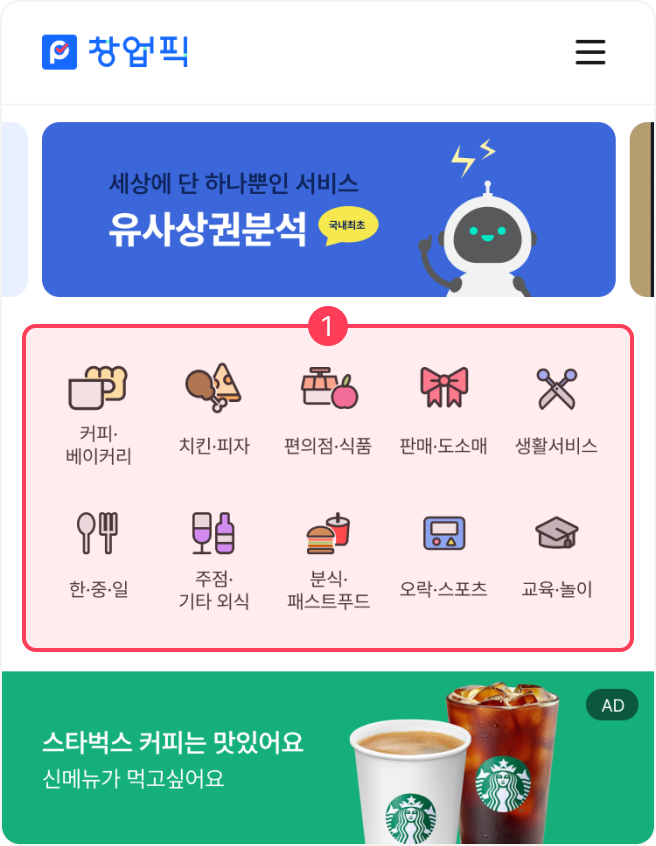 창업픽
세상에 단 하나뿐인 서비스
유사상권분석
국내최초
1
커피·
베이커리
치킨·피자
편의점·식품
판매·도소매
생활서비스
한·중·일
주점·
기타 외식
분식·
패스트푸드
오락·스포츠
교육·놀이
AD
스타벅스 커피는 맛있어요
신메뉴가 먹고싶어요